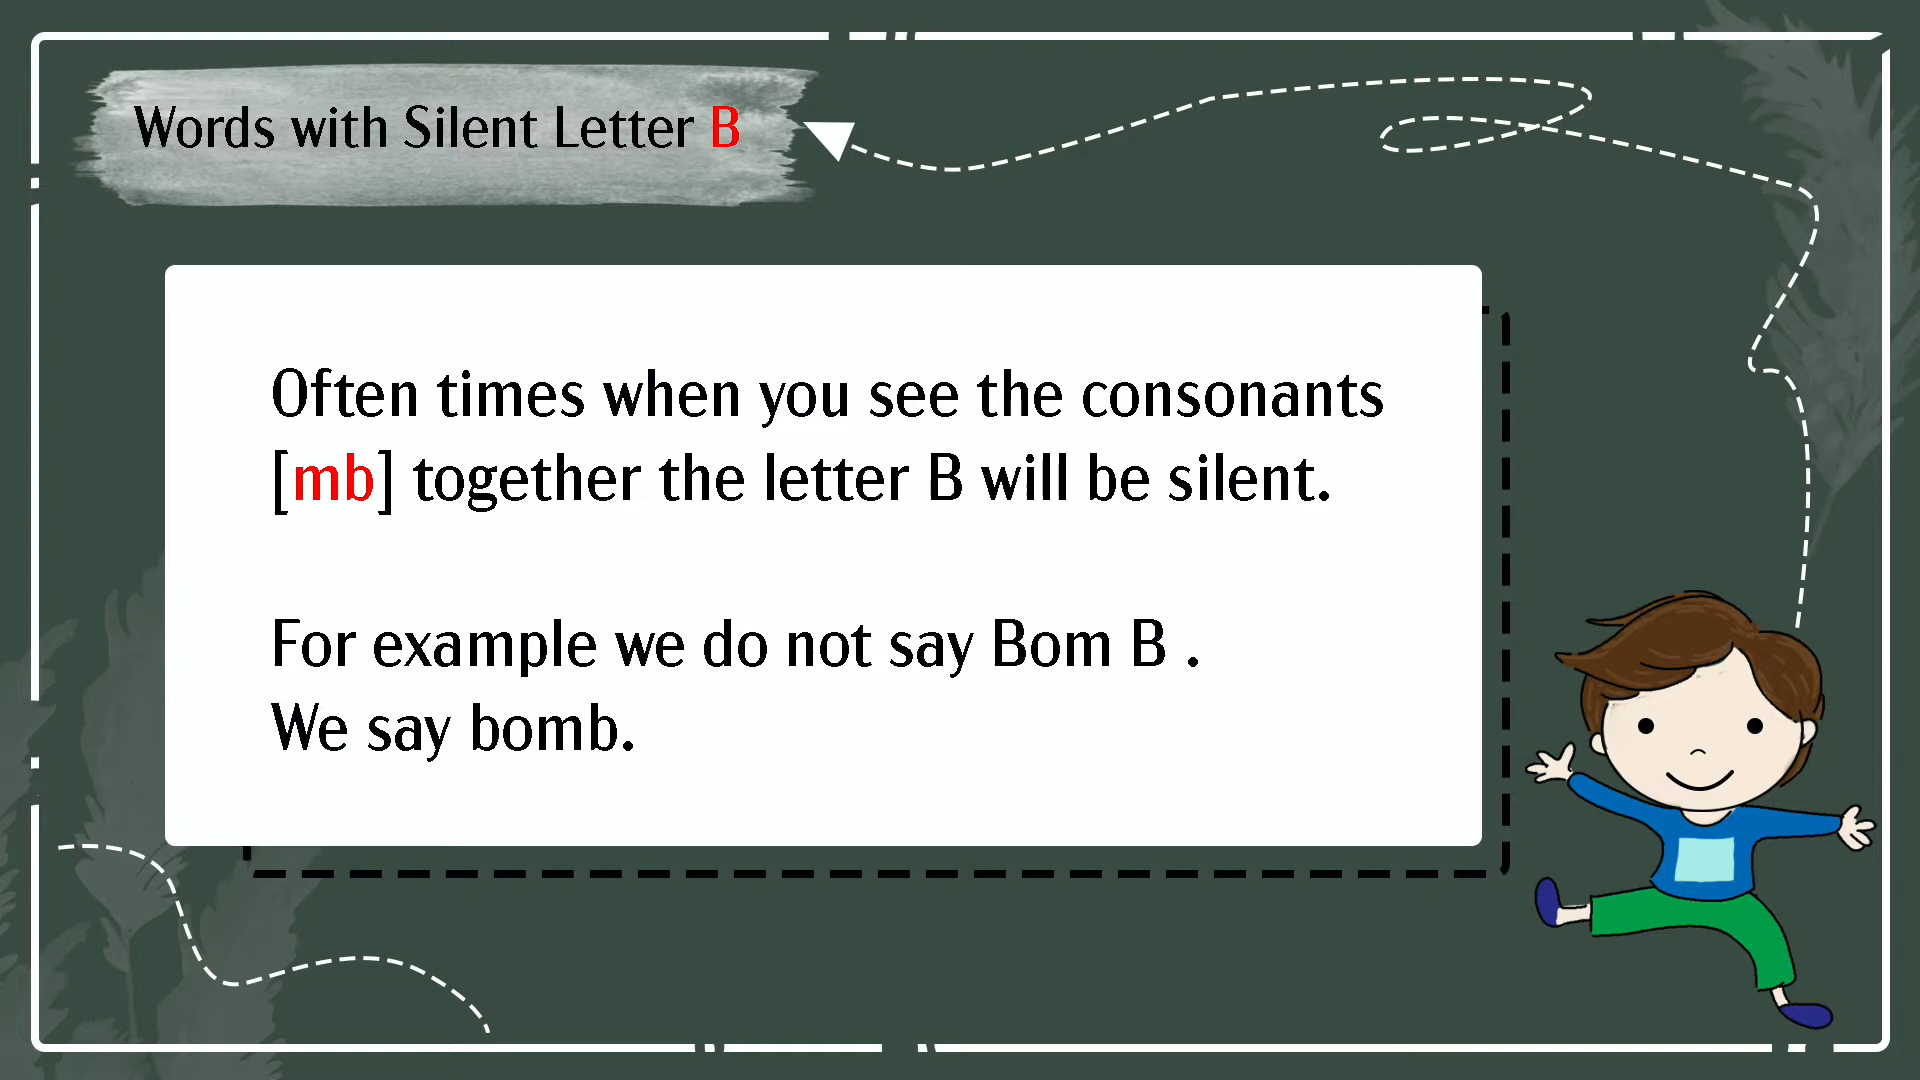 Words with Silent Letter B
Often times when you see the consonants
[mb] together the letter B will be silent.
For example we do not say Bom B .
We say bomb.